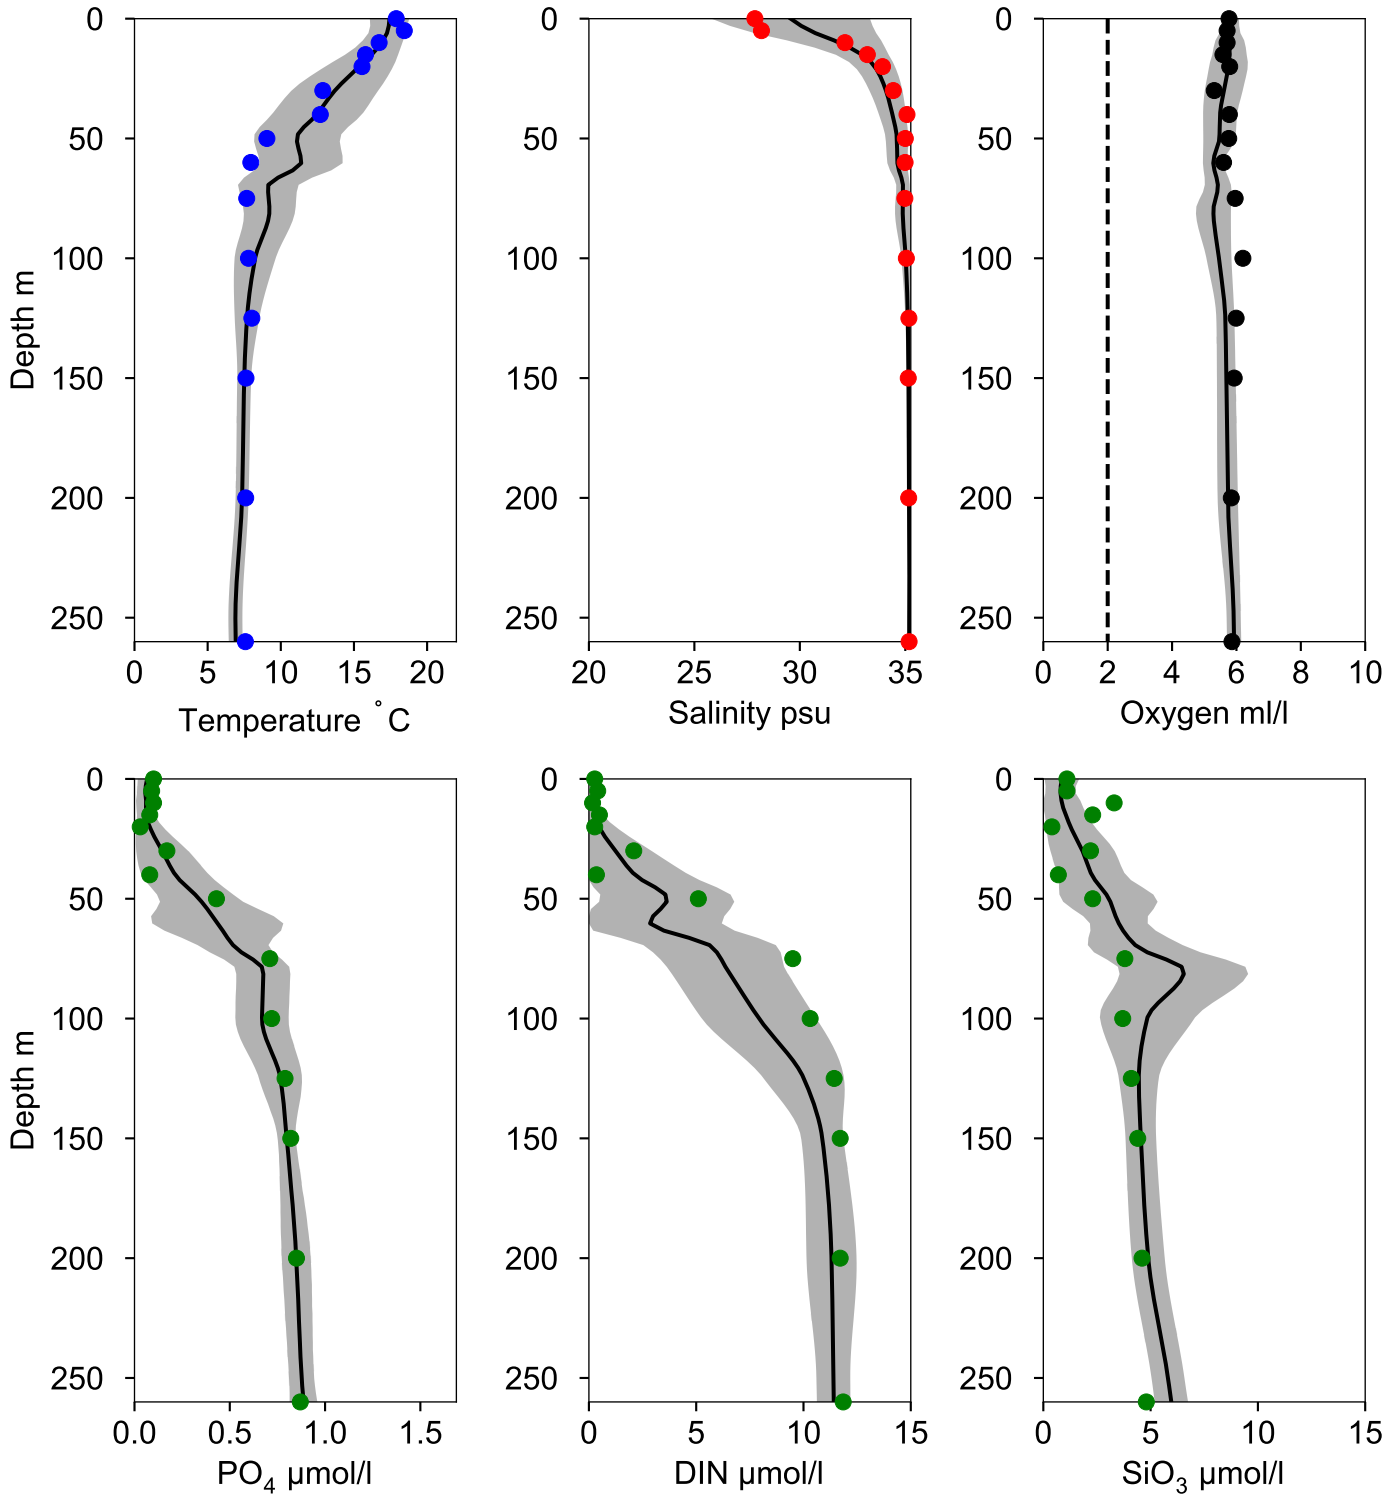 0
50
100
150
200
250
Depth m
0 5 10 15 20
Temperature °C
0
50
100
150
200
250
20 25 30 35
Salinity psu
0
50
100
150
200
250
0 2 4 6 8 10
Oxygen ml/l
0
50
100
150
200
250
Depth m
0.0 0.5 1.0 1.5
PO₄ µmol/l
0
50
100
150
200
250
0 5 10 15
DIN µmol/l
0
50
100
150
200
250
0 5 10 15
SiO₃ µmol/l